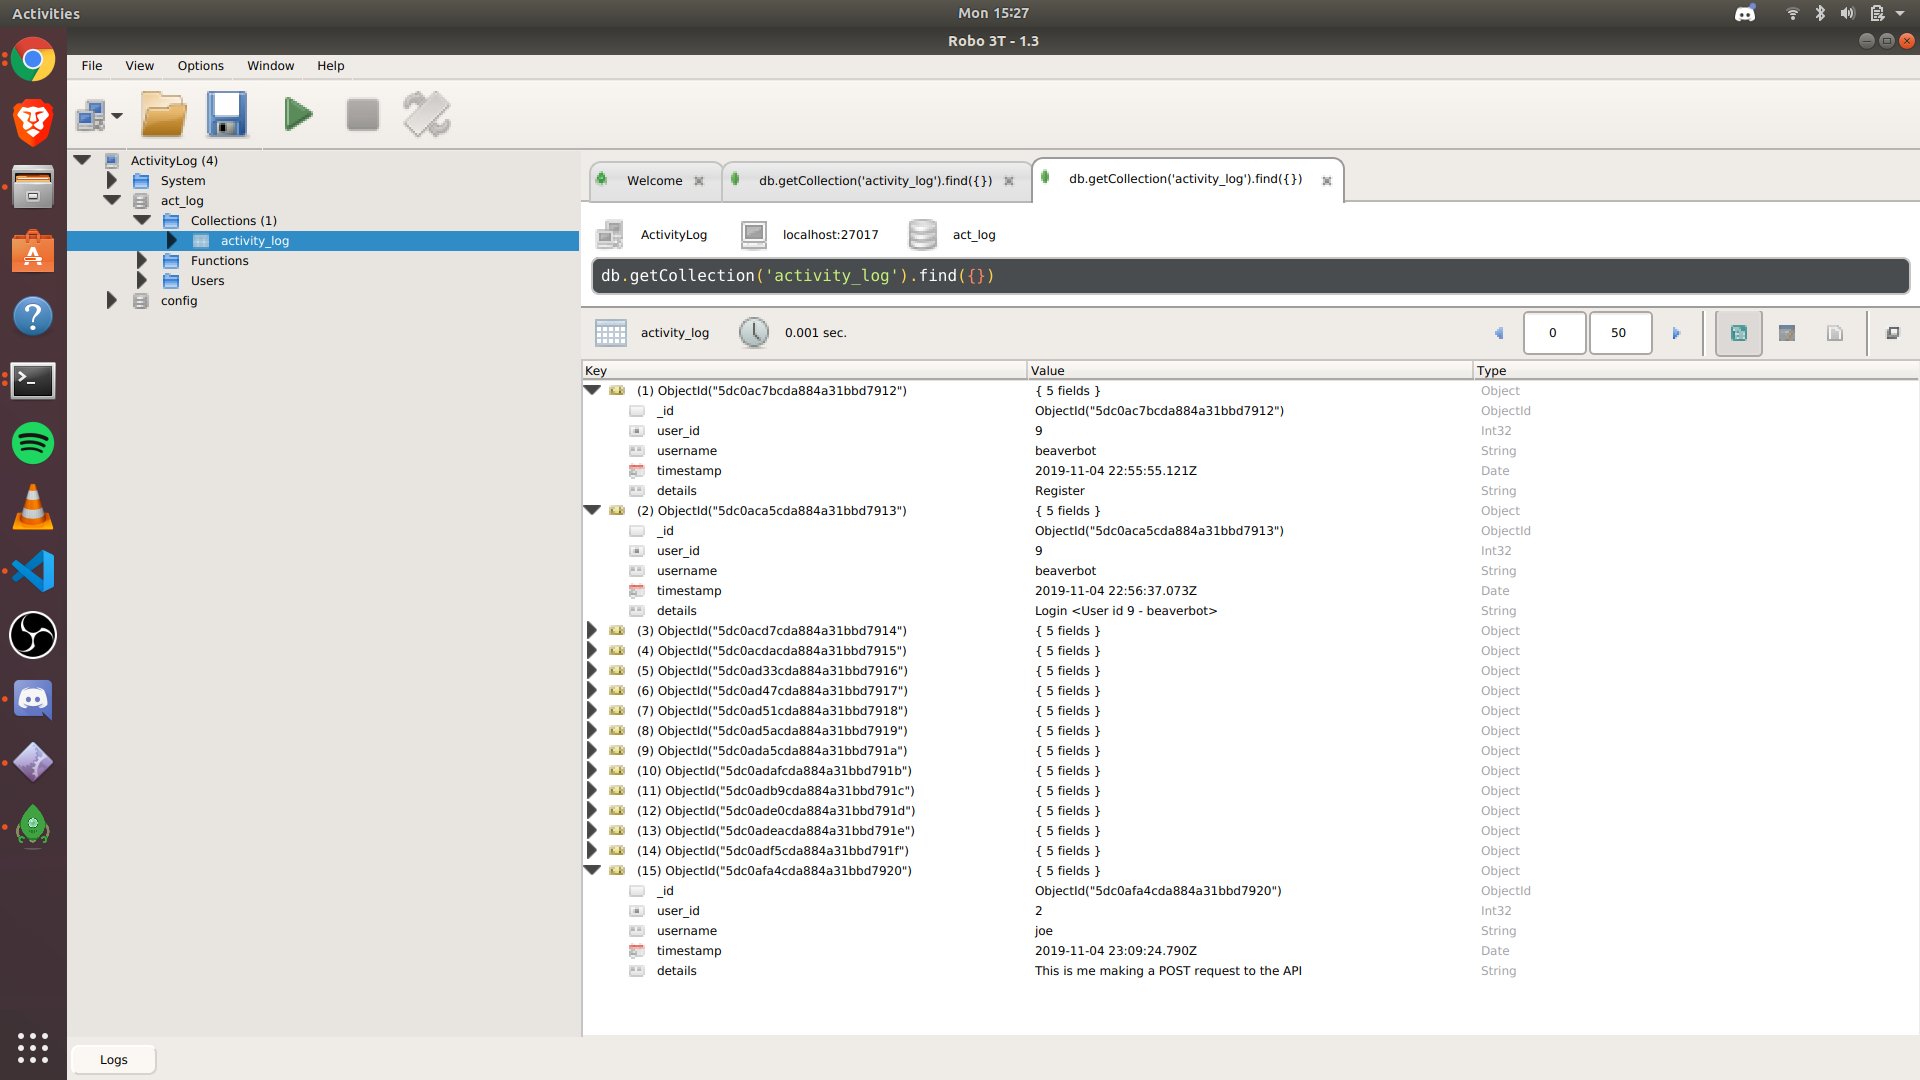 Activities
Mon 15:27
Robo 3T - 1.3
File View Options Window Help
ActivityLog (4)
System
act_log
Collections (1)
activity_log
Functions
Users
config
Welcome
db.getCollection('activity_log').find({})
db.getCollection('activity_log').find({})
ActivityLog localhost:27017 act_log
db.getCollection('activity_log').find({})
activity_log 0.001 sec. 0 50
Key Value Type
(1) ObjectId("5dc0ac7bcda884a31bbd7912") { 5 fields } Object
_id ObjectId("5dc0ac7bcda884a31bbd7912") ObjectId
user_id 9 Int32
username beaverbot String
timestamp 2019-11-04 22:55:55.121Z Date
details Register String
(2) ObjectId("5dc0aca5cda884a31bbd7913") { 5 fields } Object
_id ObjectId("5dc0aca5cda884a31bbd7913") ObjectId
user_id 9 Int32
username beaverbot String
timestamp 2019-11-04 22:56:37.073Z Date
details Login <User id 9 - beaverbot> String
(3) ObjectId("5dc0acd7cda884a31bbd7914") { 5 fields } Object
(4) ObjectId("5dc0acdacda884a31bbd7915") { 5 fields } Object
(5) ObjectId("5dc0ad33cda884a31bbd7916") { 5 fields } Object
(6) ObjectId("5dc0ad47cda884a31bbd7917") { 5 fields } Object
(7) ObjectId("5dc0ad51cda884a31bbd7918") { 5 fields } Object
(8) ObjectId("5dc0ad5acda884a31bbd7919") { 5 fields } Object
(9) ObjectId("5dc0ada5cda884a31bbd791a") { 5 fields } Object
(10) ObjectId("5dc0adafcda884a31bbd791b") { 5 fields } Object
(11) ObjectId("5dc0adb9cda884a31bbd791c") { 5 fields } Object
(12) ObjectId("5dc0ade0cda884a31bbd791d") { 5 fields } Object
(13) ObjectId("5dc0adeacda884a31bbd791e") { 5 fields } Object
(14) ObjectId("5dc0adf5cda884a31bbd791f") { 5 fields } Object
(15) ObjectId("5dc0afa4cda884a31bbd7920") { 5 fields } Object
_id ObjectId("5dc0afa4cda884a31bbd7920") ObjectId
user_id 2 Int32
username joe String
timestamp 2019-11-04 23:09:24.790Z Date
details This is me making a POST request to the API String
Logs